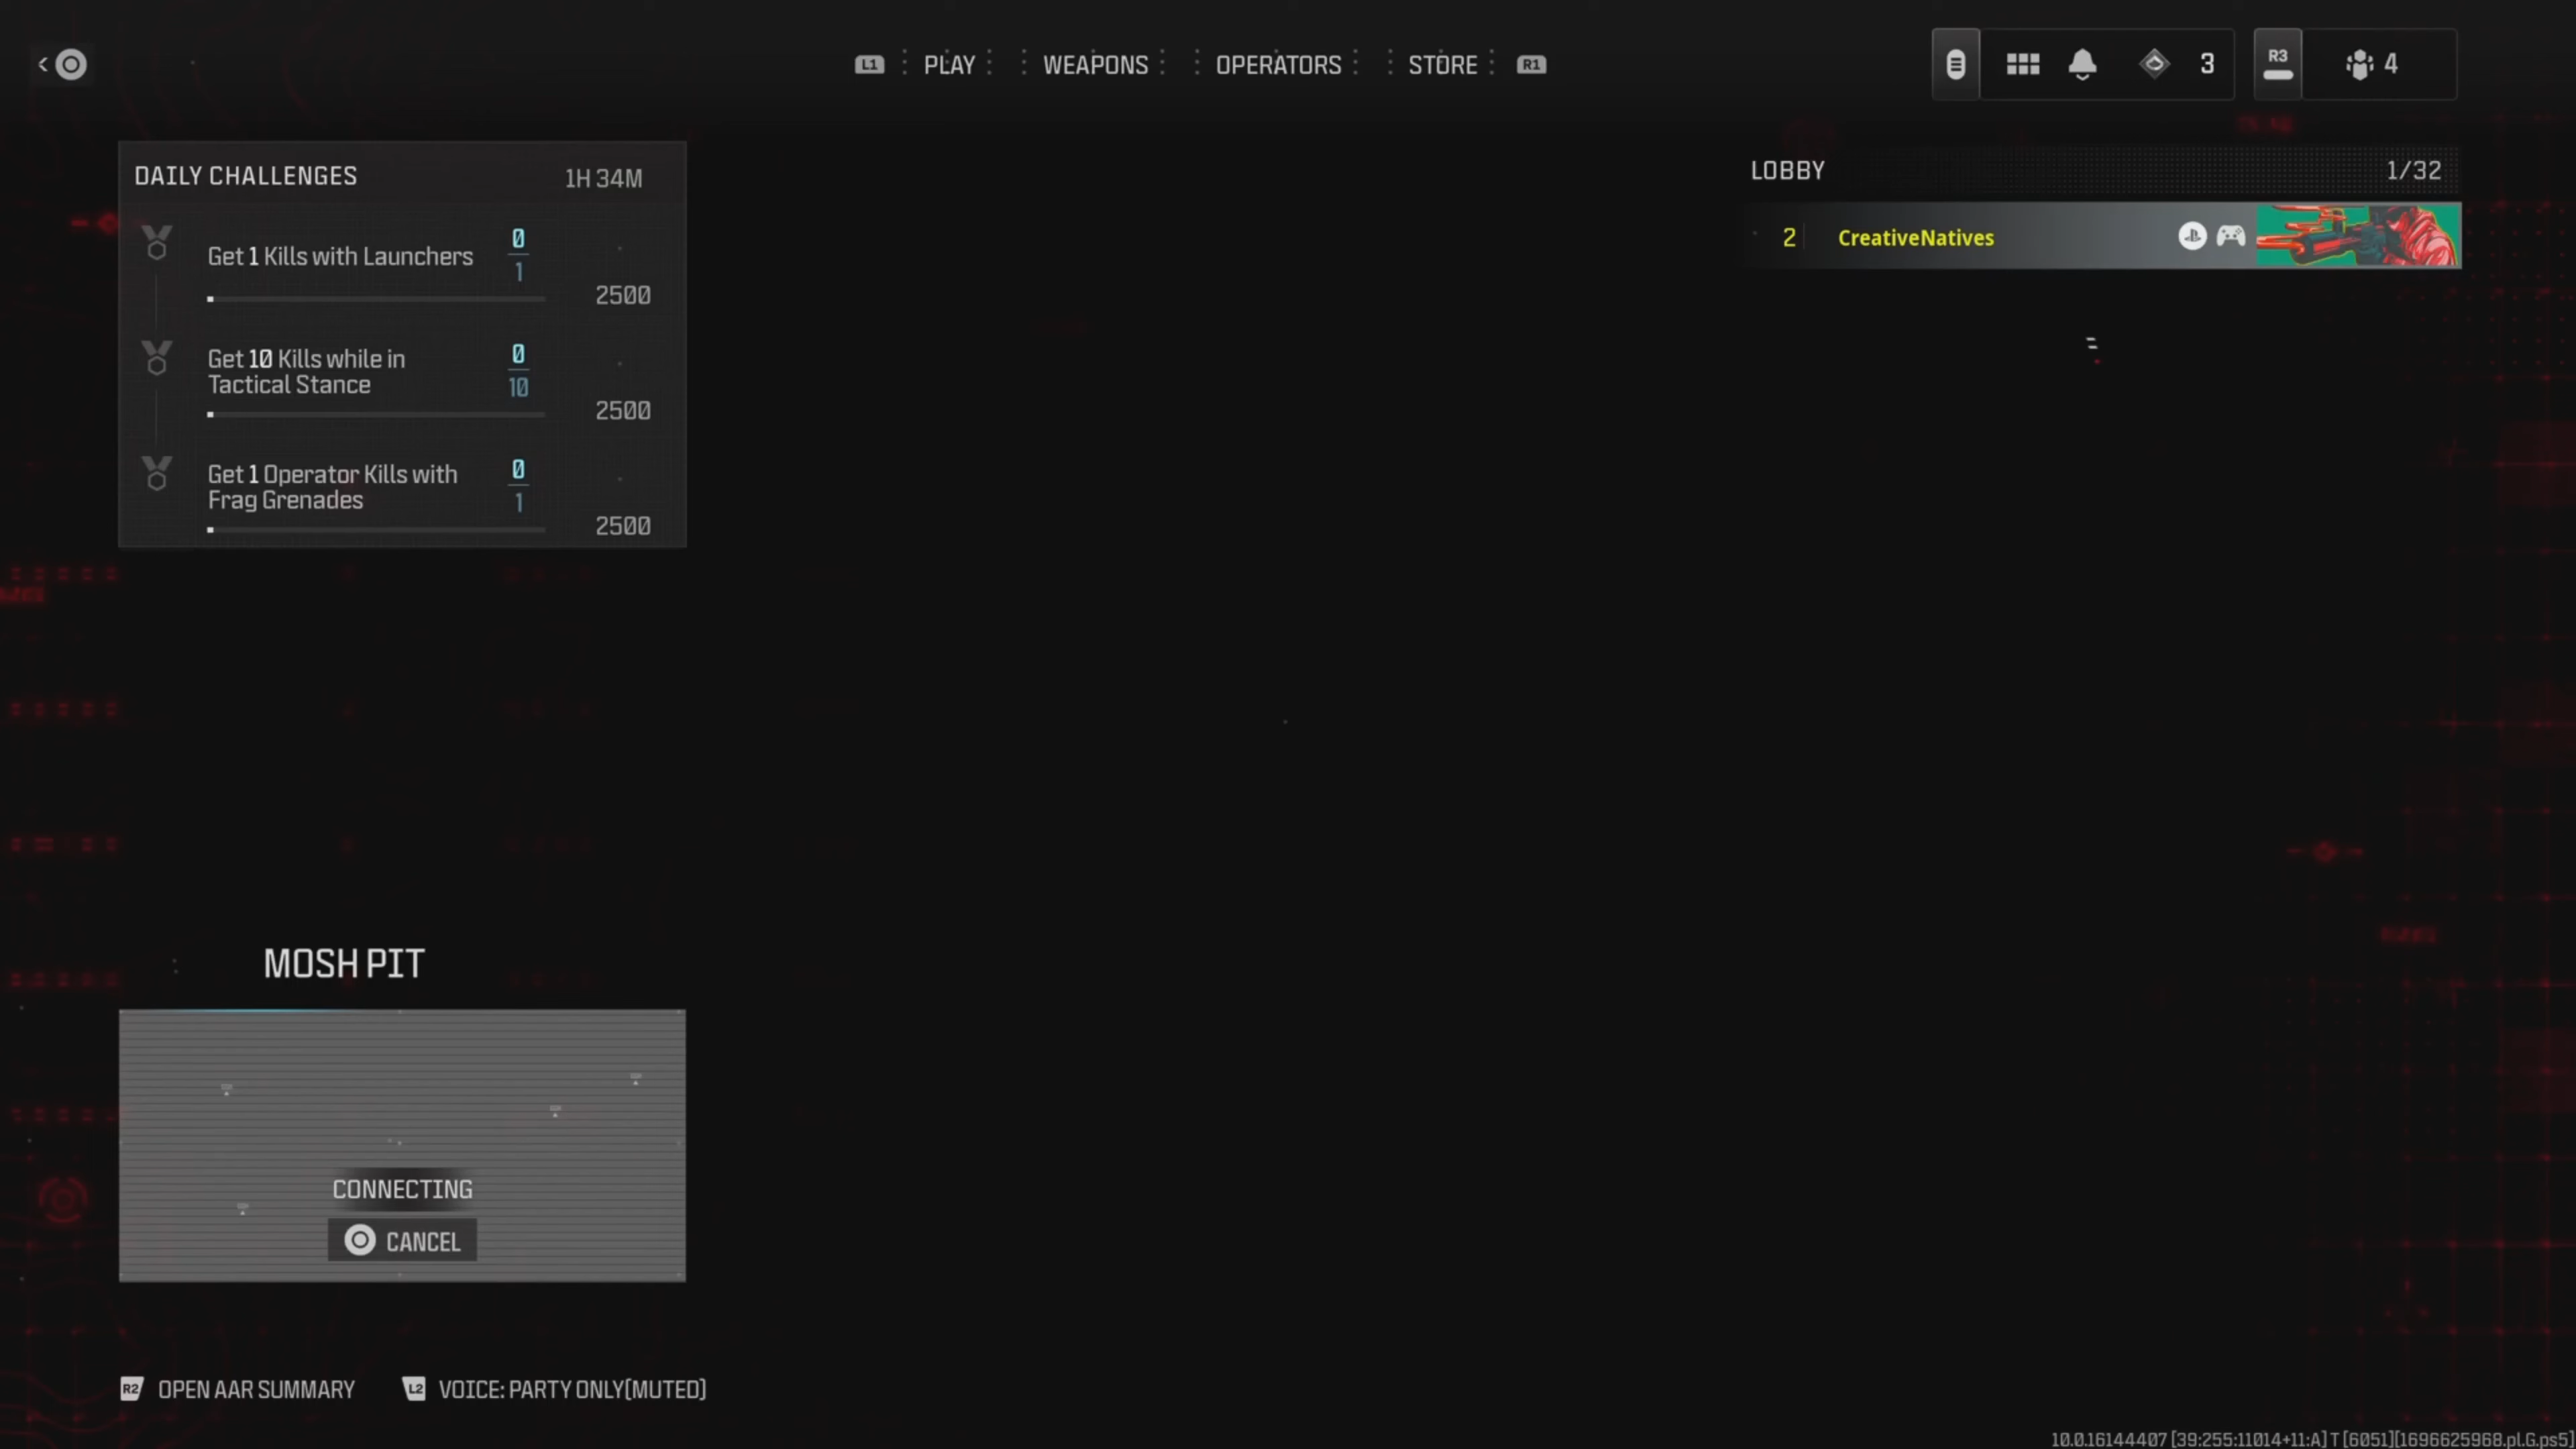 L1 PLAY WEAPONS OPERATORS STORE R1
3 R3 4
DAILY CHALLENGES 1H 34M
Get 1 Kills with Launchers 0 1
2500
Get 10 Kills while in
Tactical Stance 0 10
2500
Get 1 Operator Kills with
Frag Grenades 0 1
2500
LOBBY 1/32
2 CreativeNatives
MOSH PIT
CONNECTING
CANCEL
R2 OPEN AAR SUMMARY L2 VOICE: PARTY ONLY(MUTED)
10.0.16144407 [39:255:11014+11:A] T [6051][1696625968.pl.G.ps5]